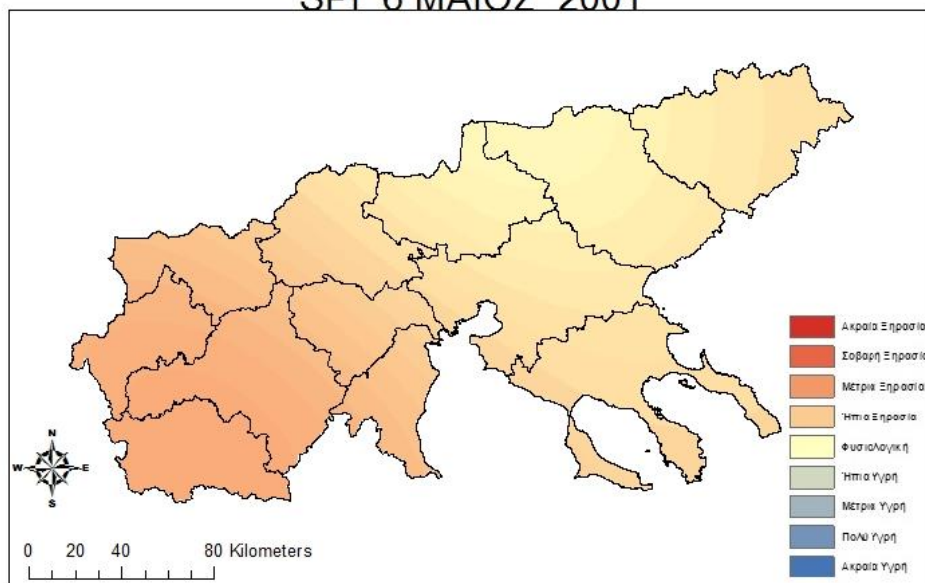 SPI 6 ΜΑΙΟΣ 2001
Ακραία Ξηρασία
Σοβαρή Ξηρασία
Μέτρια Ξηρασία
Ήπια Ξηρασία
Φυσιολογική
Ήπια Υγρή
Μέτρια Υγρή
Πολύ Υγρή
Ακραία Υγρή
N
W E
S
0 20 40 80 Kilometers